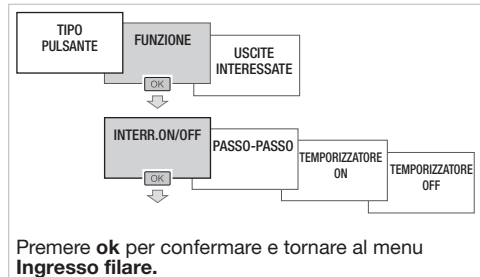 TIPO
PULSANTE
FUNZIONE
USCITE
INTERESSATE
OK
INTERR.ON/OFF
PASSO-PASSO
TEMPORIZZATORE
ON
TEMPORIZZATORE
OFF
OK
Premere ok per confermare e tornare al menu
Ingresso filare.